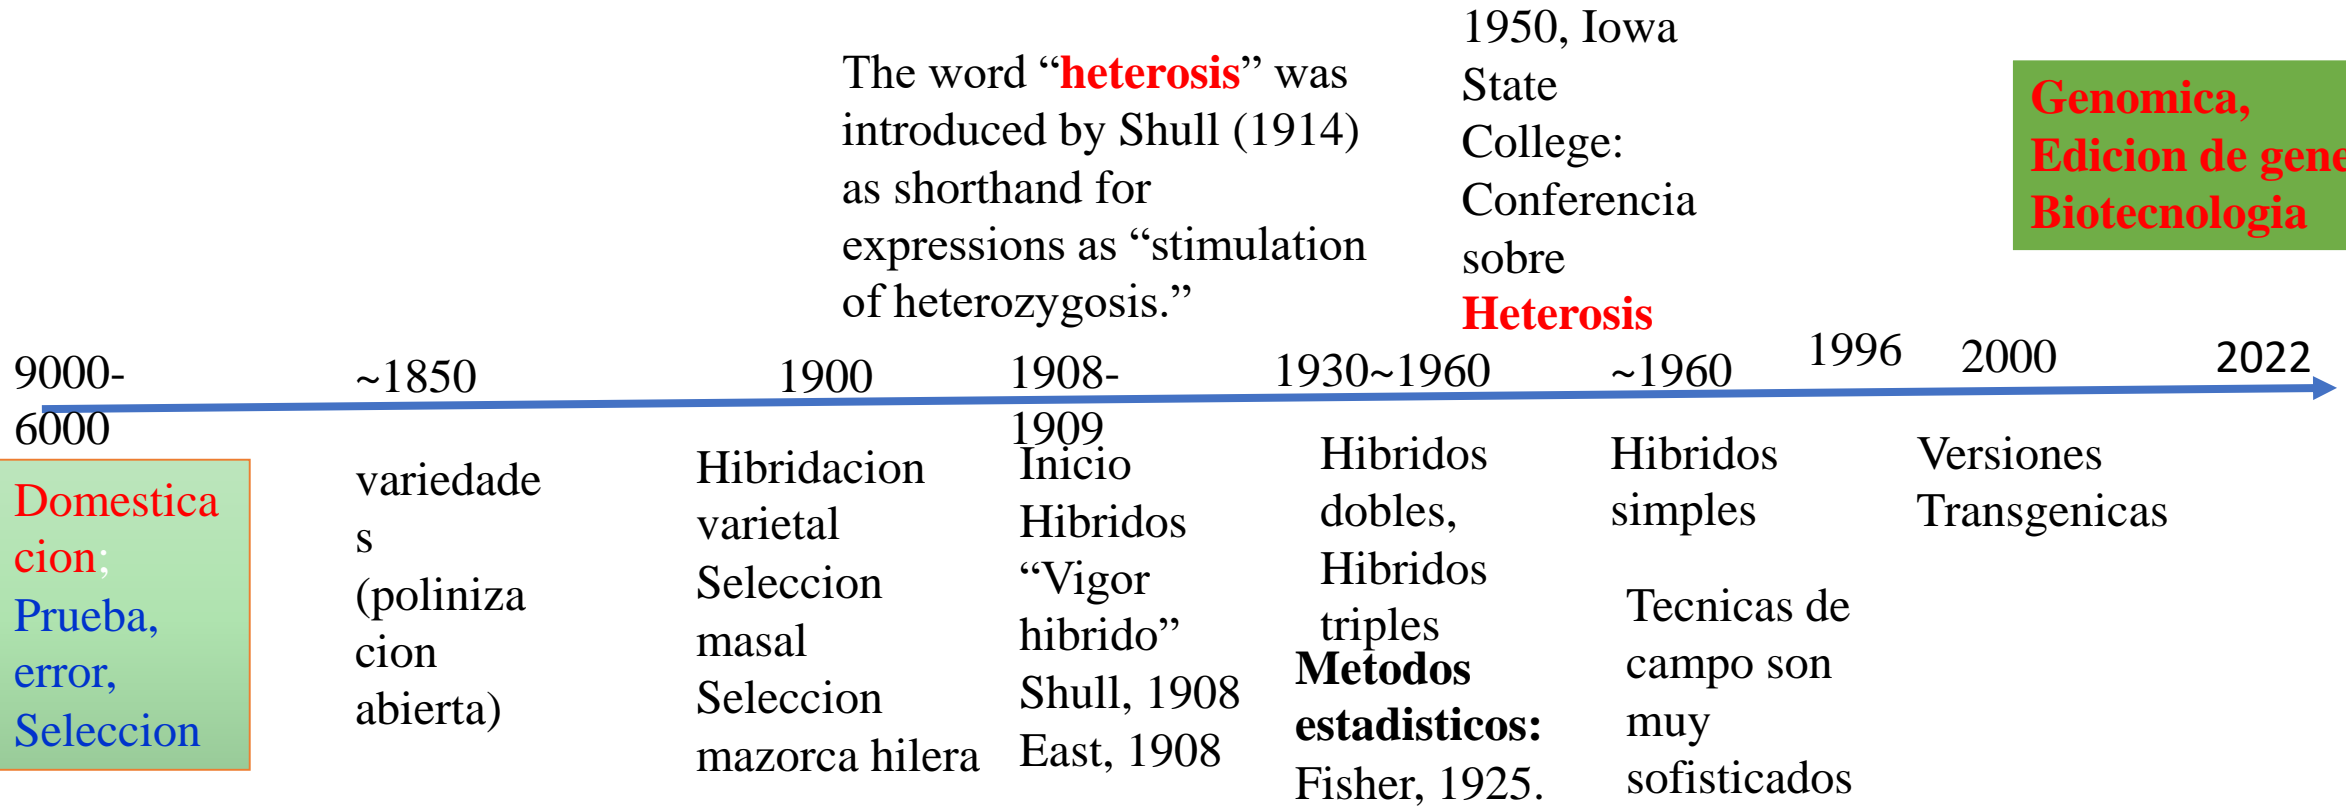 The word “heterosis” was
introduced by Shull (1914)
as shorthand for
expressions as “stimulation
of heterozygosis.”
1950, Iowa
State
College:
Conferencia
sobre
Heterosis
Genomica,
Edicion de gene
Biotecnologia
9000-
6000
~1850
1900
1908-
1909
1930~1960
~1960
1996
2000
2022
Domestica
cion;
Prueba,
error,
Seleccion
variedade
s
(poliniza
cion
abierta)
Hibridacion
varietal
Seleccion
masal
Seleccion
mazorca hilera
Inicio
Hibridos
“Vigor
hibrido”
Shull, 1908
East, 1908
Hibridos
dobles,
Hibridos
triples
Metodos
estadisticos:
Fisher, 1925.
Hibridos
simples
Tecnicas de
campo son
muy
sofisticados
Versiones
Transgenicas